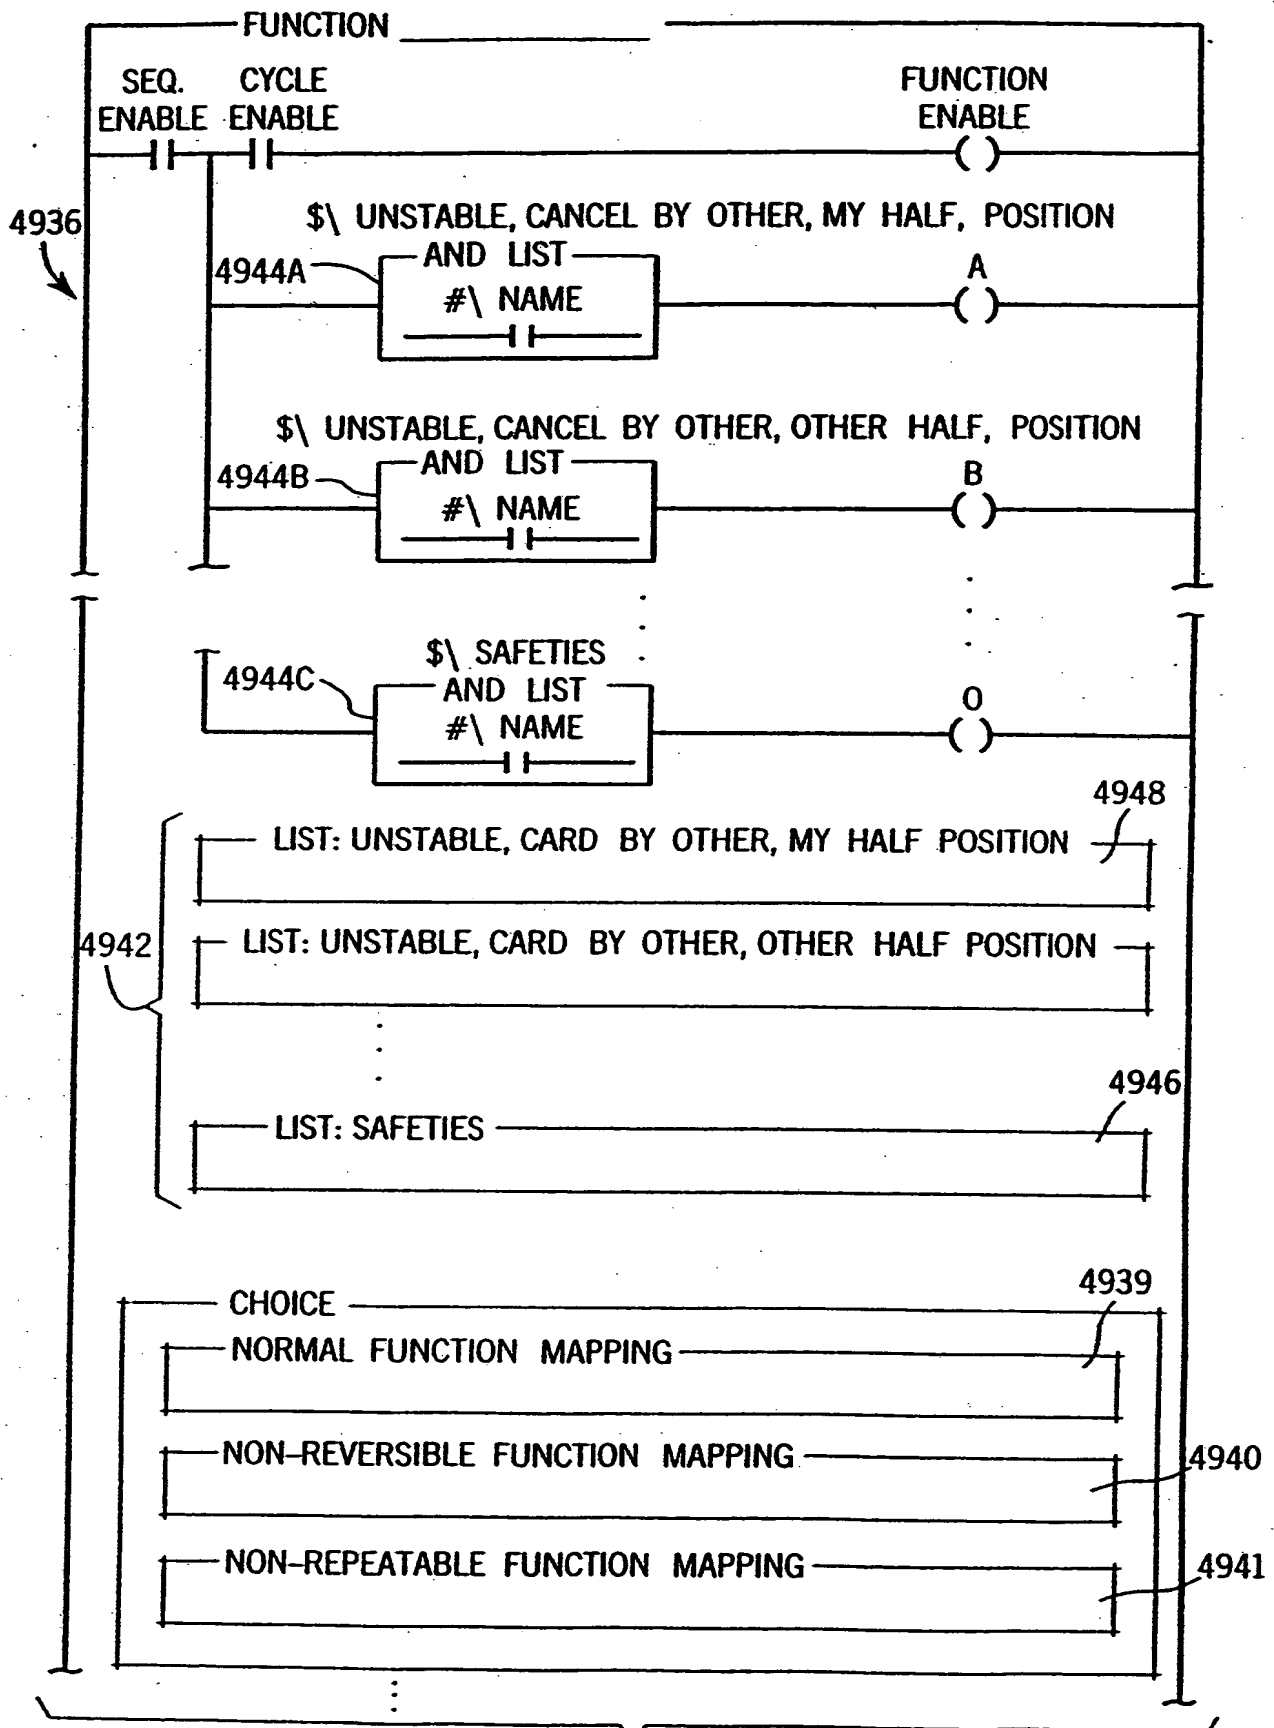 FUNCTION
SEQ. ENABLE
CYCLE ENABLE
FUNCTION ENABLE
4936
$\ UNSTABLE, CANCEL BY OTHER, MY HALF, POSITION
4944A
AND LIST
#\ NAME
A
$\ UNSTABLE, CANCEL BY OTHER, OTHER HALF, POSITION
4944B
AND LIST
#\ NAME
B
$\ SAFETIES
4944C
AND LIST
#\ NAME
O
4948
LIST: UNSTABLE, CARD BY OTHER, MY HALF POSITION
4942
LIST: UNSTABLE, CARD BY OTHER, OTHER HALF POSITION
4946
LIST: SAFETIES
4939
CHOICE
NORMAL FUNCTION MAPPING
NON-REVERSIBLE FUNCTION MAPPING
4940
NON-REPEATABLE FUNCTION MAPPING
4941